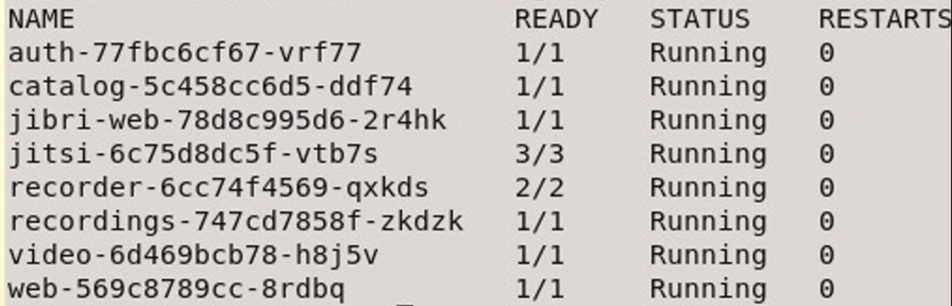 NAME READY STATUS RESTARTS
auth-77fbc6cf67-vrf77 1/1 Running 0
catalog-5c458cc6d5-ddf74 1/1 Running 0
jibri-web-78d8c995d6-2r4hk 1/1 Running 0
jitsi-6c75d8dc5f-vtb7s 3/3 Running 0
recorder-6cc74f4569-qxkds 2/2 Running 0
recordings-747cd7858f-zkdzk 1/1 Running 0
video-6d469bcb78-h8j5v 1/1 Running 0
web-569c8789cc-8rdbq 1/1 Running 0